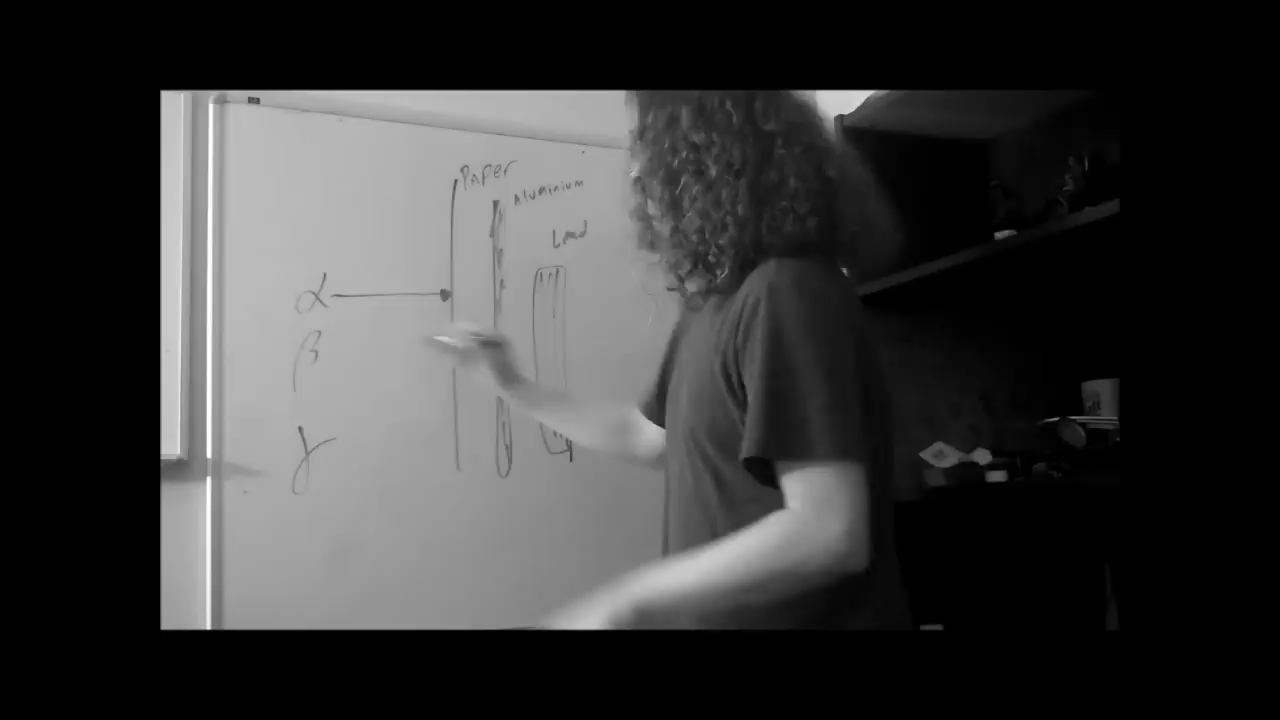 Paper
Aluminium
Lead
α
β
γ